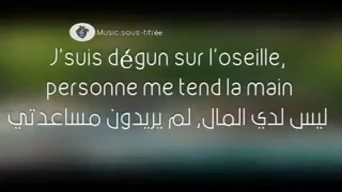 Music sous-titrée
J'suis dégun sur l'oseille,
personne me tend la main
ليس لدي المال, لم يريدون مساعدتي